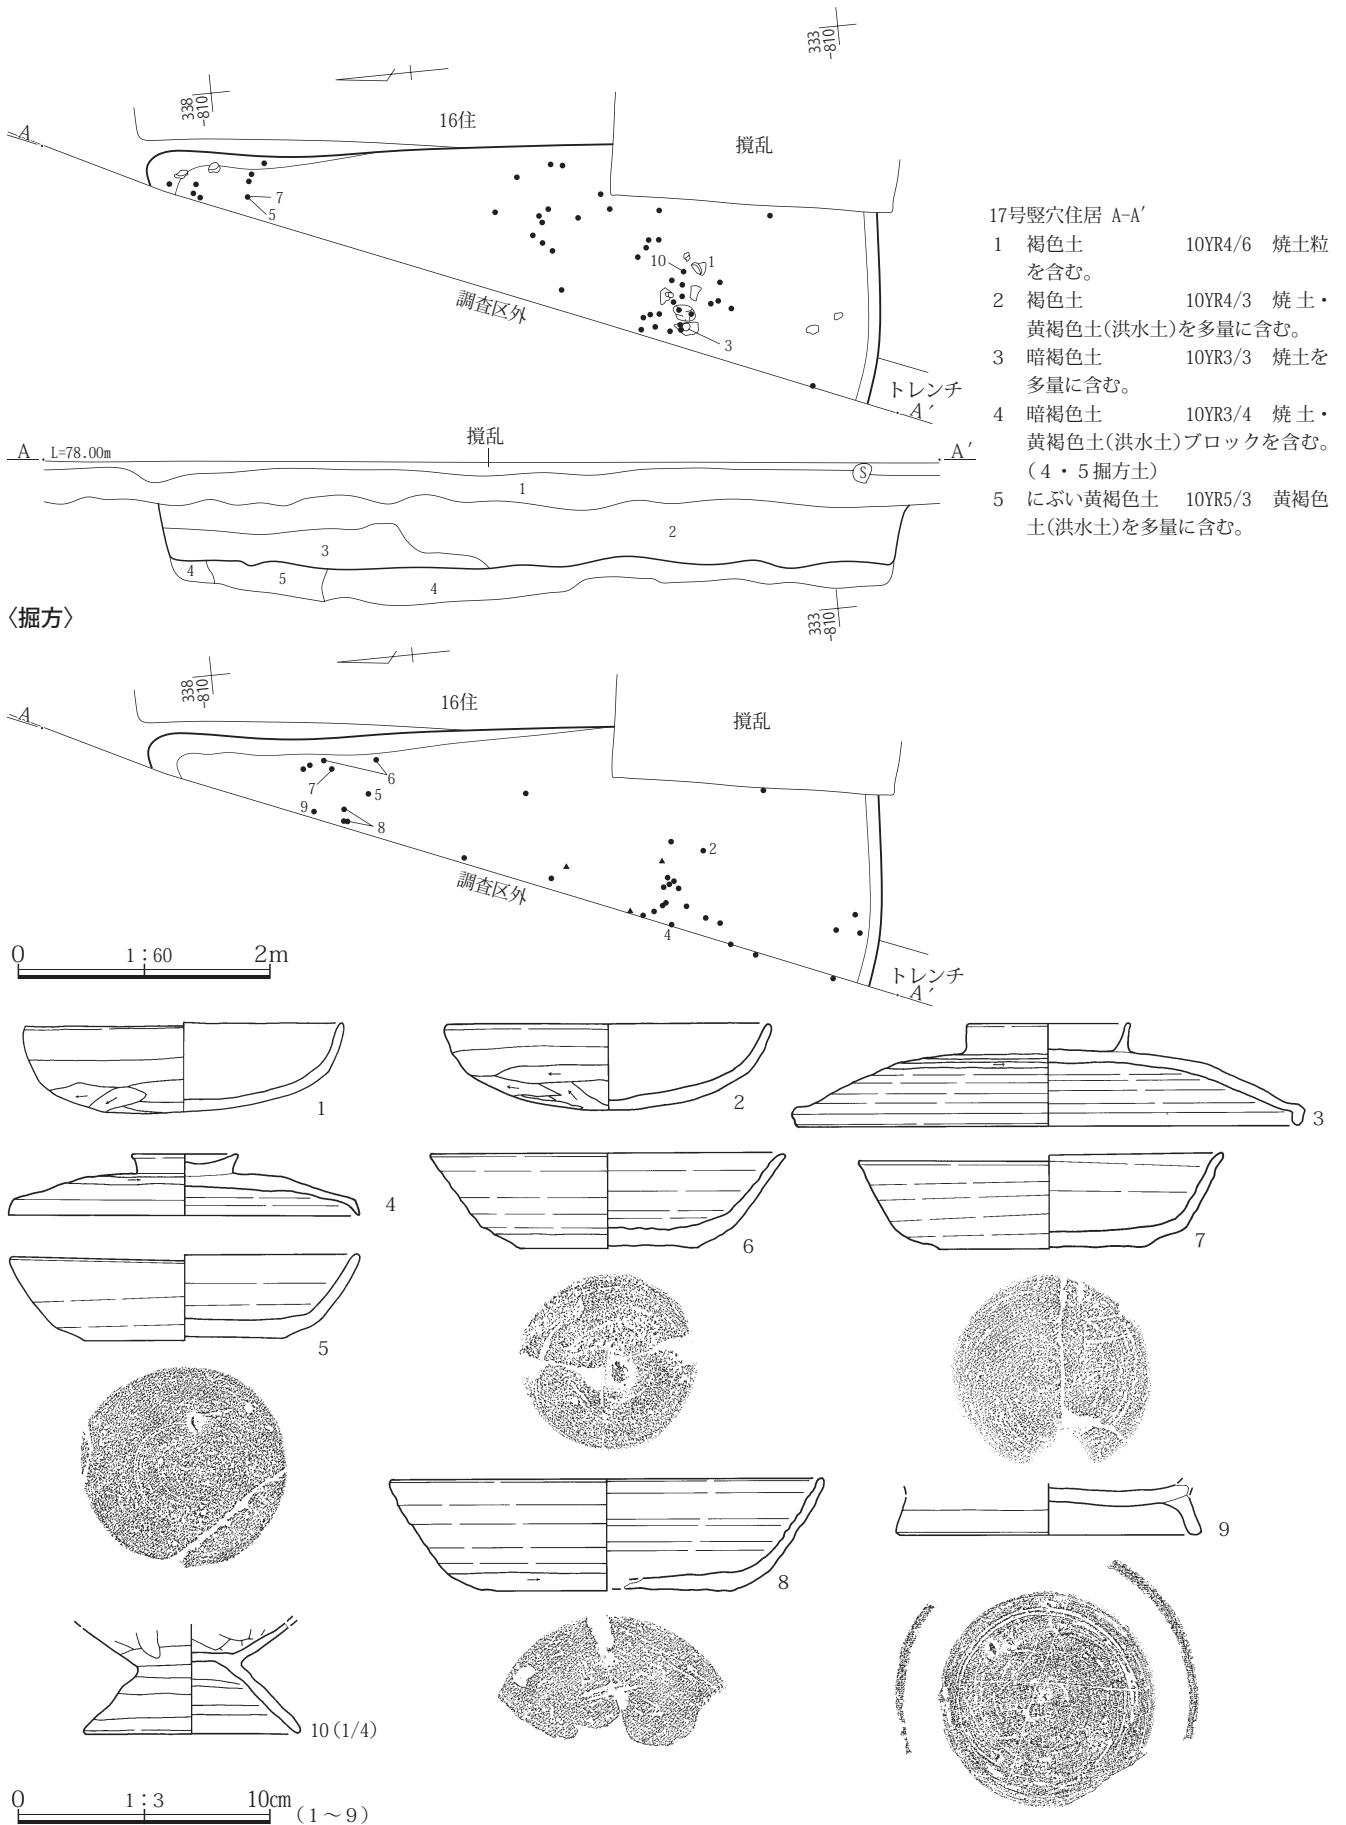 333
-810
338
-810
16住
撹乱
A
7
5
10
1
3
調査区外
トレンチ
A′
17号竪穴住居 A-A′
1 褐色土 10YR4/6 焼土粒
を含む。
2 褐色土 10YR4/3 焼土・
黄褐色土(洪水土)を多量に含む。
3 暗褐色土 10YR3/3 焼土を
多量に含む。
4 暗褐色土 10YR3/4 焼土・
黄褐色土(洪水土)ブロックを含む。
(4・5掘方土)
5 にぶい黄褐色土 10YR5/3 黄褐色
土(洪水土)を多量に含む。
撹乱
A L=78.00m A′
S
1
2
3
4
5
4
〈掘方〉
333
-810
338
-810
16住
撹乱
A
6
7
5
9
8
2
調査区外
4
トレンチ
A′
0 1:60 2m
1
2
3
4
6
7
5
8
9
10(1/4)
0 1:3 10㎝ (1～9)